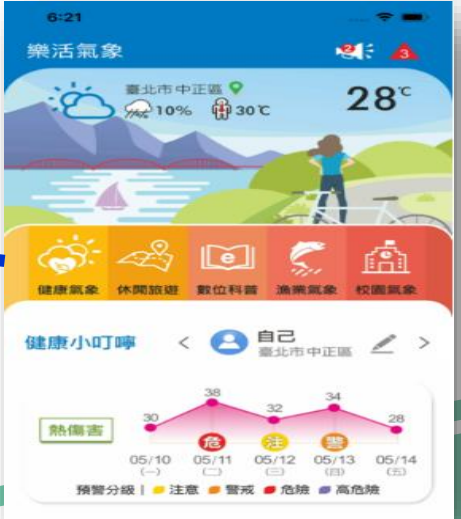 6:21
樂活氣象
2
3
臺北市中正區
28℃
10% 30℃
健康氣象 休閒旅遊 數位科普 漁業氣象 校園氣象
健康小叮嚀 < 自己 >
臺北市中正區
熱傷害
30 38 32 34 28
危 注 警
05/10 05/11 05/12 05/13 05/14
(一) (二) (三) (四) (五)
預警分級 | 注意 警戒 危險 高危險